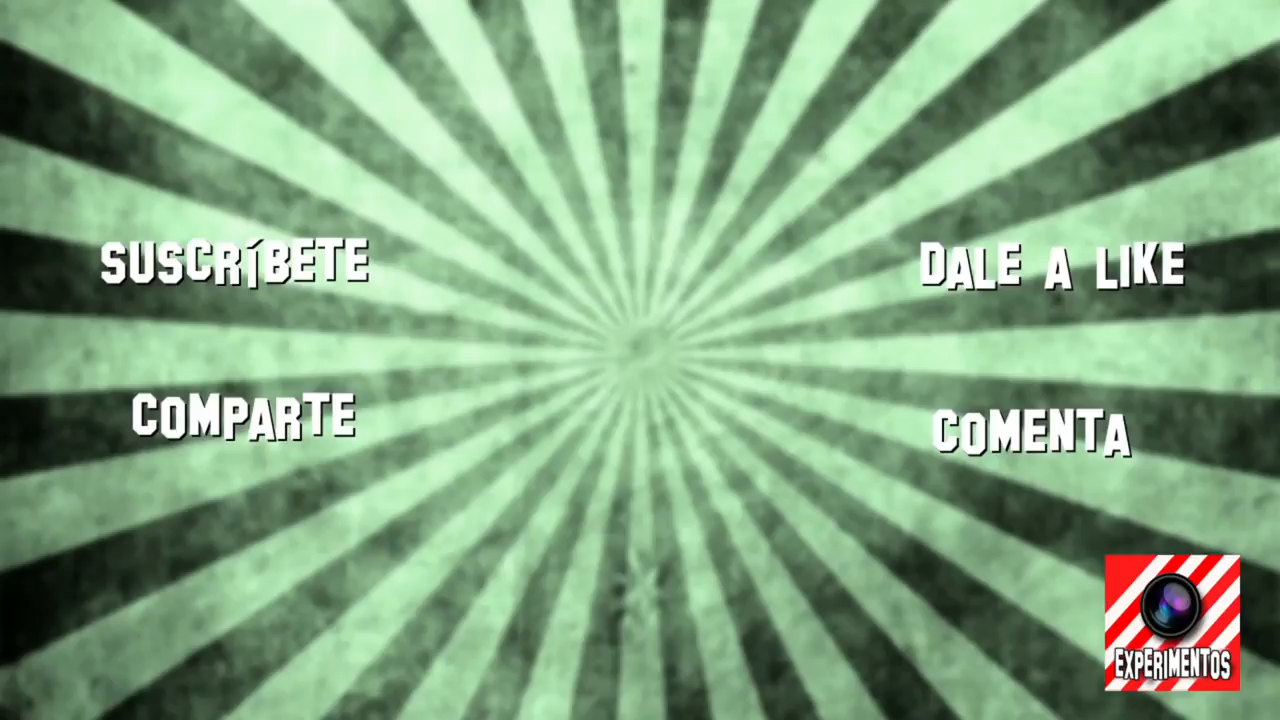 SUSCRÍBETE
DALE A LIKE
COMPARTE
COMENTA
EXPERIMENTOS